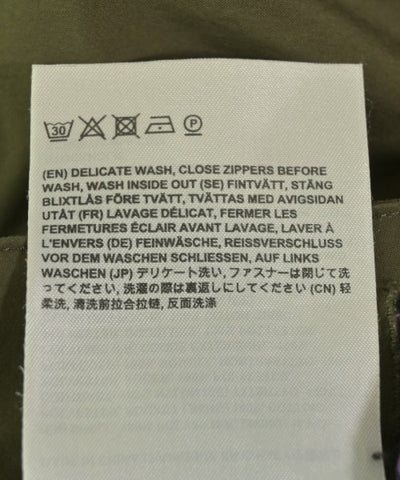 30 P
(EN) DELICATE WASH, CLOSE ZIPPERS BEFORE
WASH, WASH INSIDE OUT (SE) FINTVÄTT, STÄNG
BLIXTLÅS FÖRE TVÄTT, TVÄTTAS MED AVIGSIDAN
UTÅT (FR) LAVAGE DÉLICAT, FERMER LES
FERMETURES ÉCLAIR AVANT LAVAGE, LAVER À
L'ENVERS (DE) FEINWÄSCHE, REISSVERSCHLUSS
VOR DEM WASCHEN SCHLIESSEN, AUF LINKS
WASCHEN (JP) デリケート洗い, ファスナーは閉じて洗
ってください, 洗濯の際は裏返しにしてください (CN) 轻
柔洗, 清洗前拉合拉链, 反面洗涤